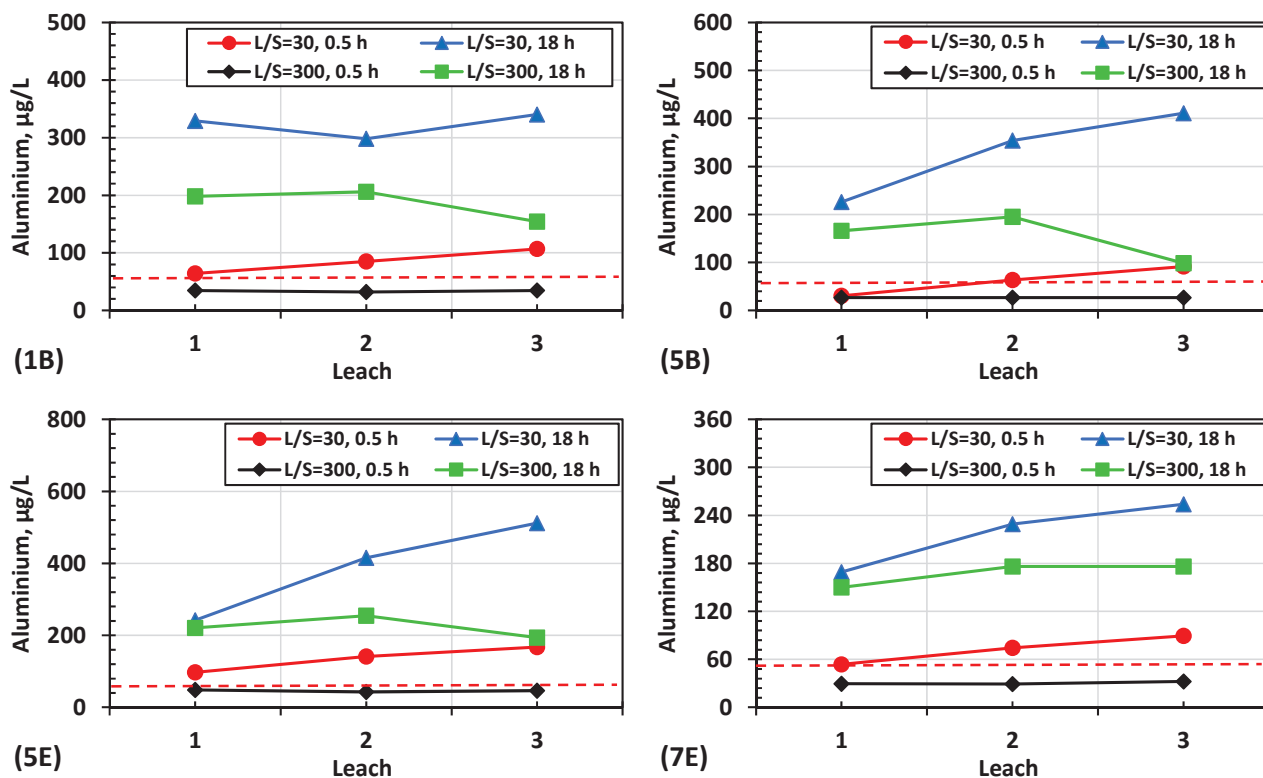 500
400
300
200
100
0
Aluminium, µg/L
L/S=30, 0.5 h
L/S=30, 18 h
L/S=300, 0.5 h
L/S=300, 18 h
1
2
3
Leach
(1B)
600
500
400
300
200
100
0
Aluminium, µg/L
L/S=30, 0.5 h
L/S=30, 18 h
L/S=300, 0.5 h
L/S=300, 18 h
1
2
3
Leach
(5B)
800
600
400
200
0
Aluminium, µg/L
L/S=30, 0.5 h
L/S=30, 18 h
L/S=300, 0.5 h
L/S=300, 18 h
1
2
3
Leach
(5E)
360
300
240
180
120
60
0
Aluminium, µg/L
L/S=30, 0.5 h
L/S=30, 18 h
L/S=300, 0.5 h
L/S=300, 18 h
1
2
3
Leach
(7E)